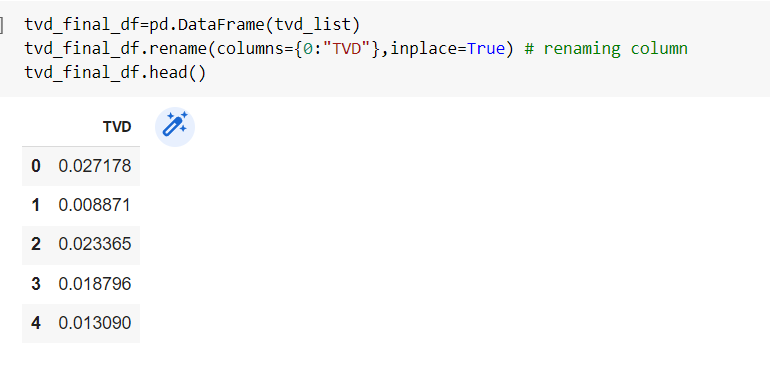 ]
tvd_final_df=pd.DataFrame(tvd_list)
tvd_final_df.rename(columns={0:"TVD"},inplace=True) # renaming column
tvd_final_df.head()
TVD
0 0.027178
1 0.008871
2 0.023365
3 0.018796
4 0.013090